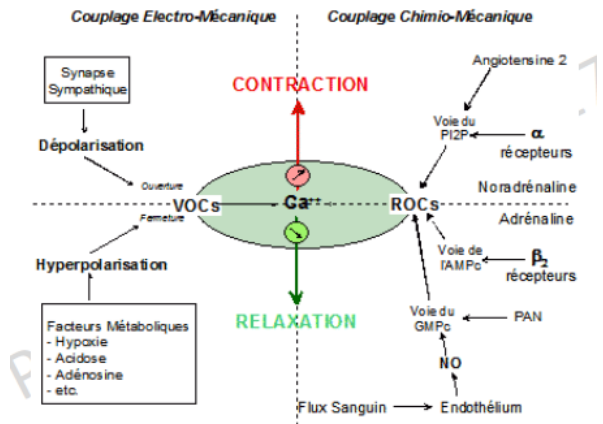 Couplage Electro-Mécanique
Couplage Chimio-Mécanique
Synapse
Sympathique
Dépolarisation
Ouverture
VOCs
Fermeture
Hyperpolarisation
Facteurs Métaboliques
- Hypoxie
- Acidose
- Adénosine
- etc.
CONTRACTION
Ca++
RELAXATION
Angiotensine 2
Voie du
PI2P
α
récepteurs
Noradrénaline
ROCs
Adrénaline
Voie de
l'AMPc
β2
récepteurs
Voie du
GMPc
PAN
NO
Flux Sanguin
Endothélium